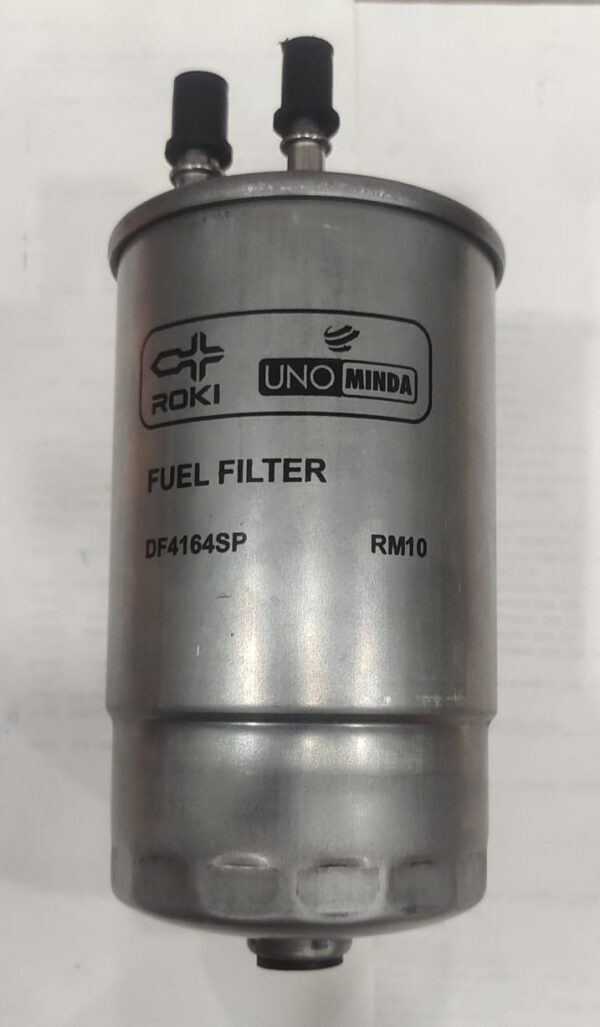 ROKI UNO MINDA
FUEL FILTER
DF4164SP RM10